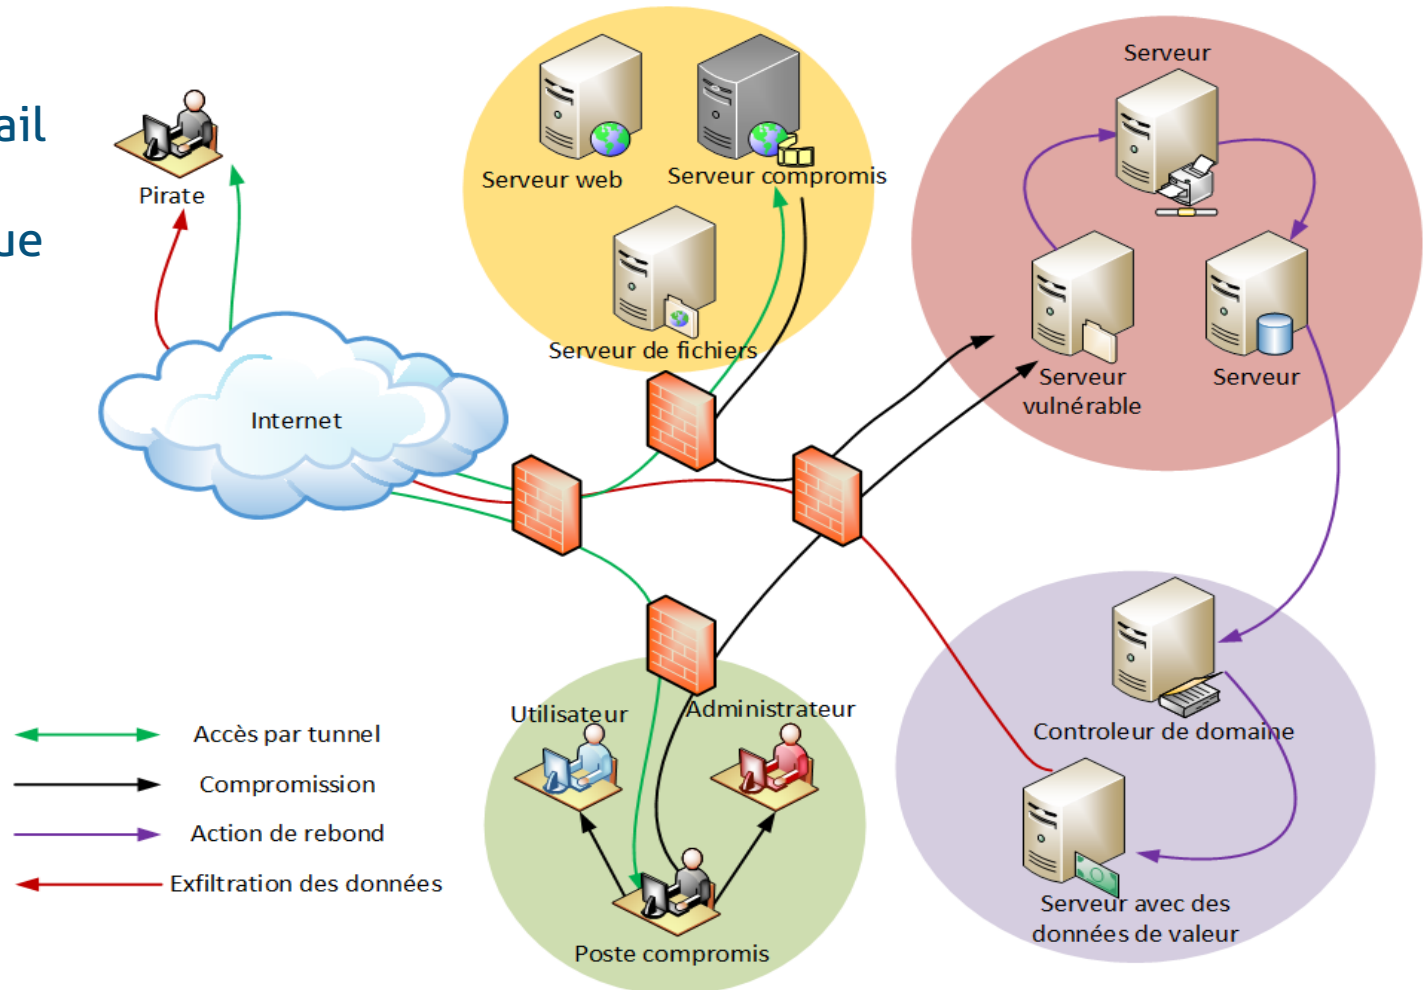 ail
ue
Pirate
Internet
Serveur web
Serveur compromis
Serveur de fichiers
Serveur
Serveur
vulnérable
Serveur
Controleur de domaine
Serveur avec des
données de valeur
Utilisateur
Administrateur
Poste compromis
Accès par tunnel
Compromission
Action de rebond
Exfiltration des données